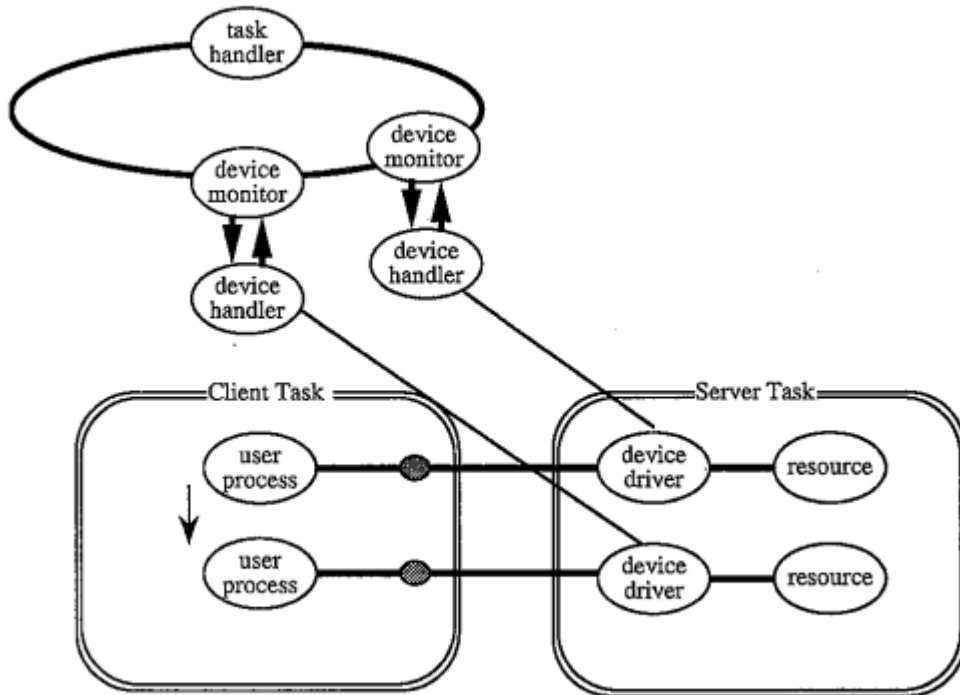 task
handler
device
monitor
device
monitor
device
handler
device
handler
Client Task
Server Task
user
process
device
driver
resource
user
process
device
driver
resource